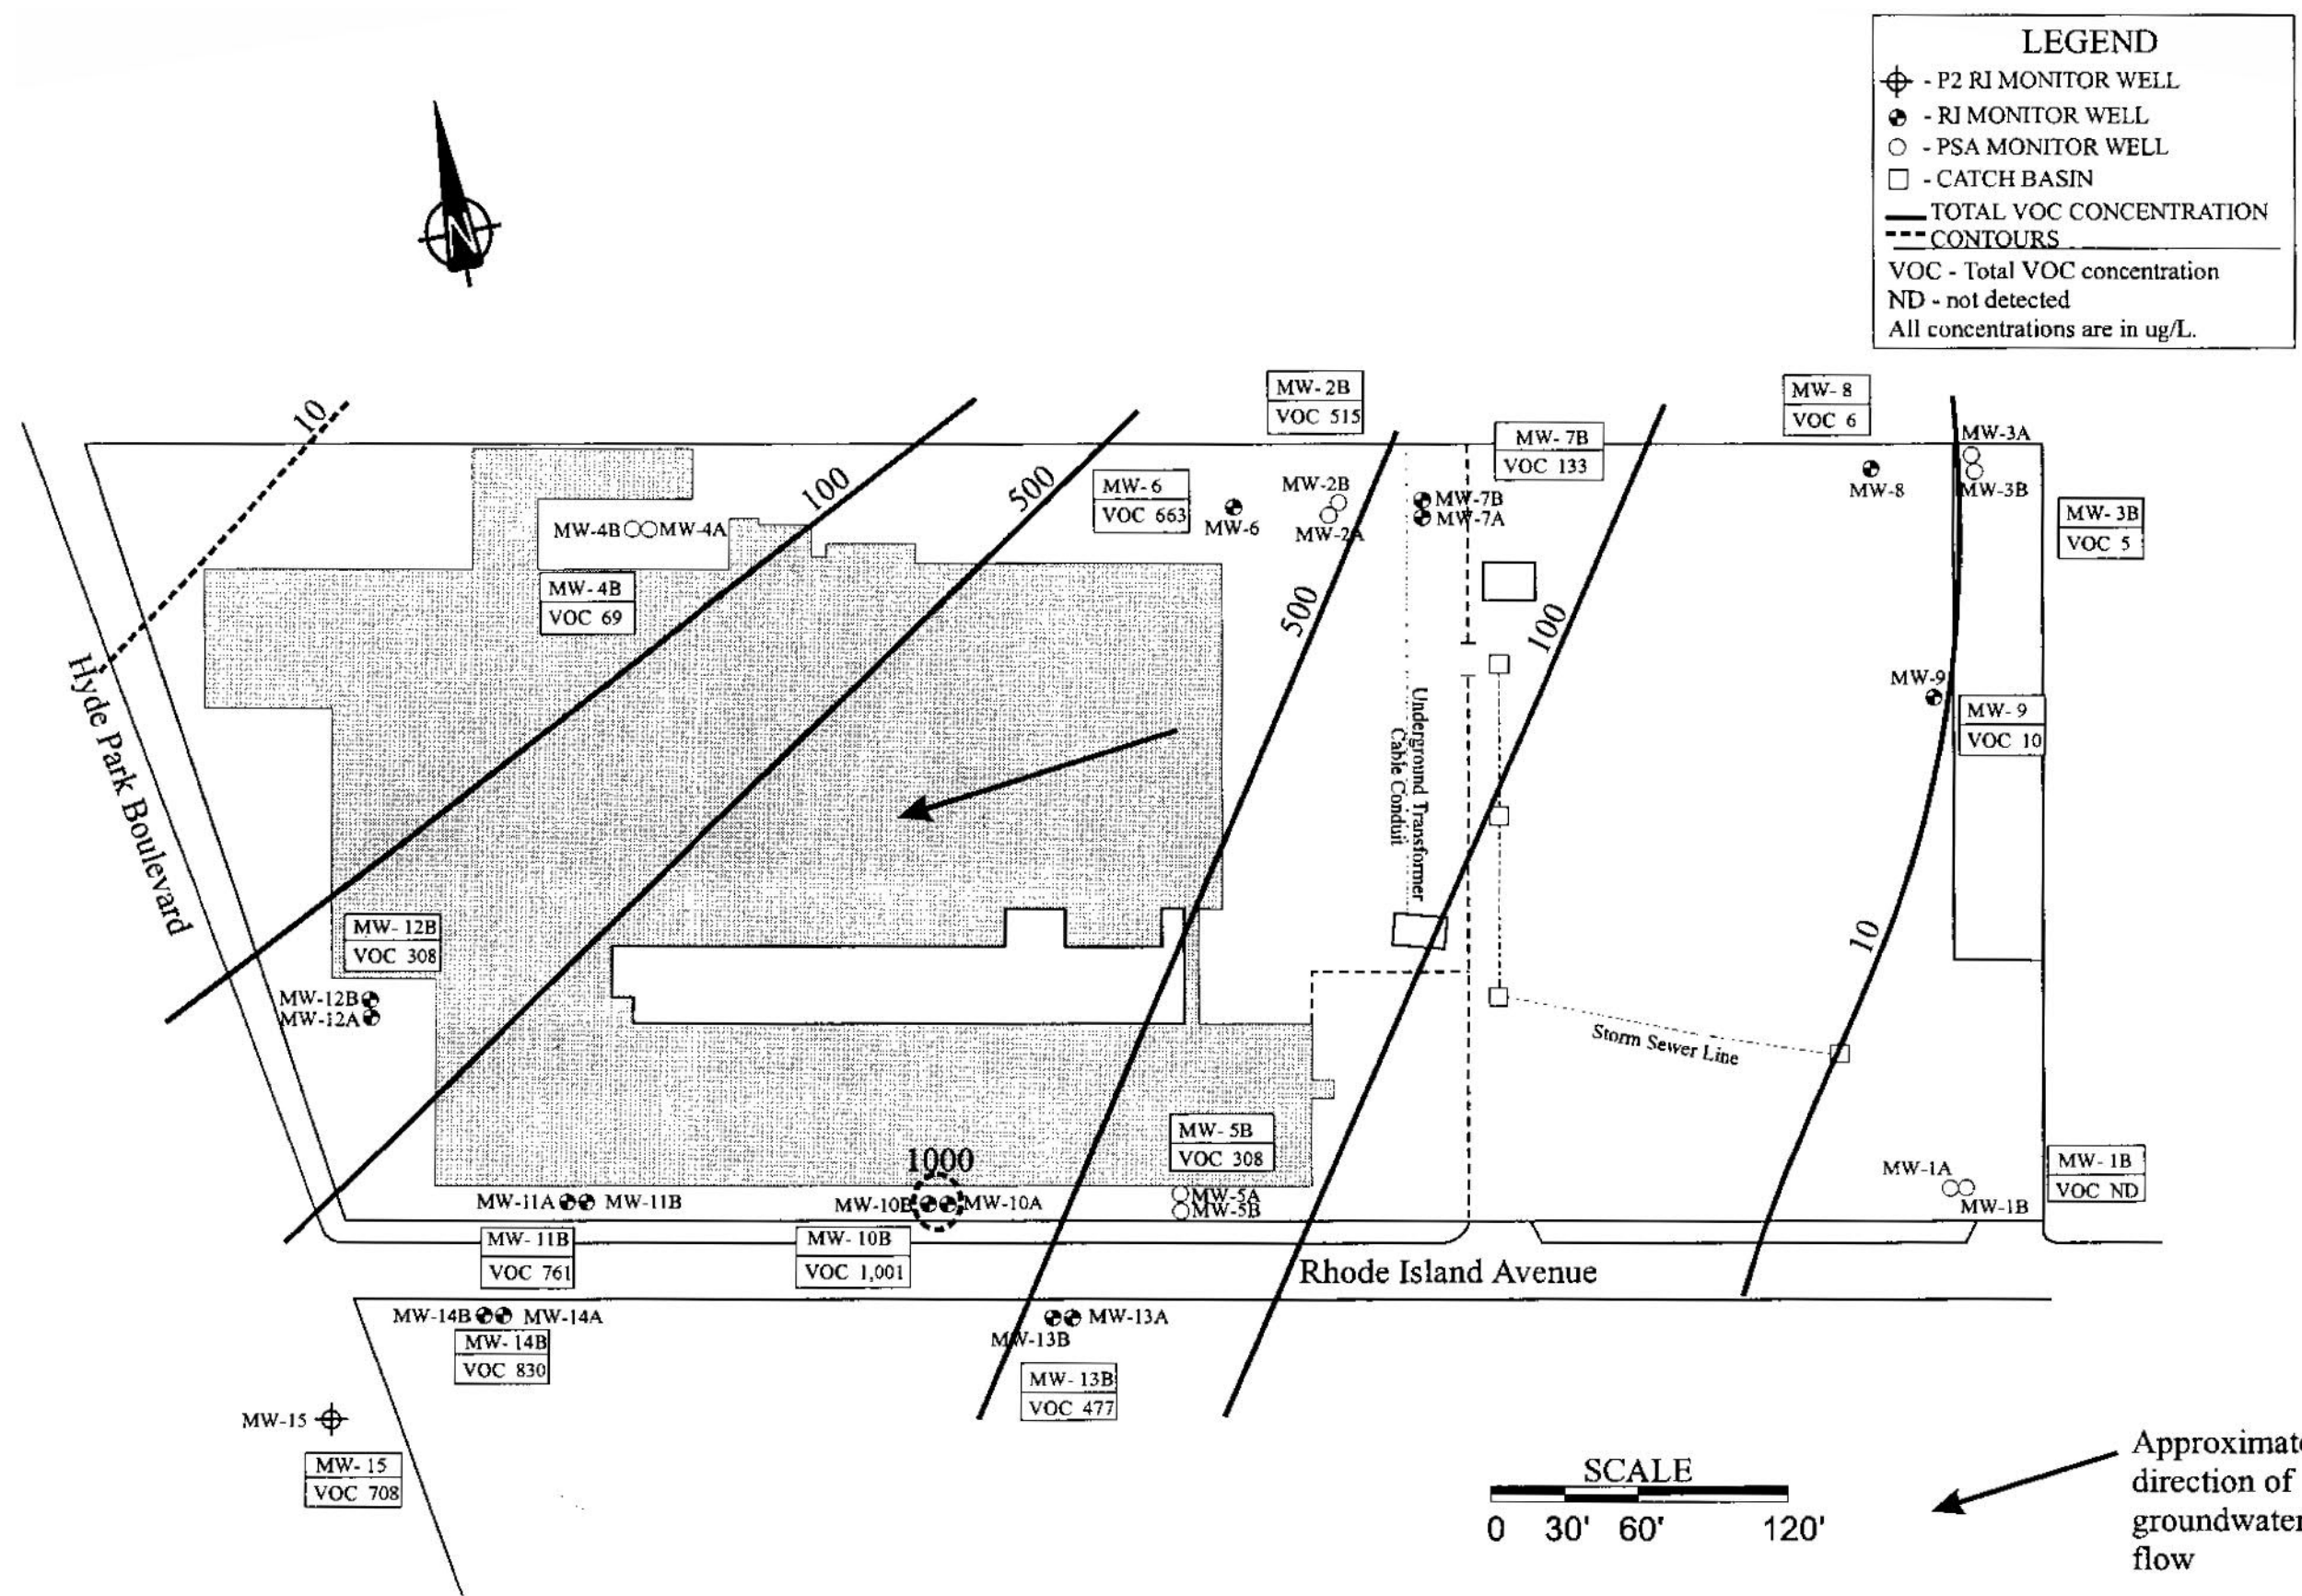 LEGEND
- P2 RI MONITOR WELL
- RI MONITOR WELL
- PSA MONITOR WELL
- CATCH BASIN
TOTAL VOC CONCENTRATION
CONTOURS
VOC - Total VOC concentration
ND - not detected
All concentrations are in ug/L.
N
10
100
500
500
100
10
1000
MW-2B
VOC 515
MW-8
VOC 6
MW-7B
VOC 133
MW-6
VOC 663
MW-2B
MW-2A
MW-6
MW-7B
MW-7A
MW-8
MW-3A
MW-3B
MW-3B
VOC 5
MW-4B
MW-4A
MW-4B
VOC 69
MW-9
MW-9
VOC 10
Hyde Park Boulevard
Underground Transformer
Cable Conduit
MW-12B
VOC 308
MW-12B
MW-12A
Storm Sewer Line
MW-5B
VOC 308
MW-5A
MW-5B
MW-1A
MW-1B
MW-1B
VOC ND
MW-11A
MW-11B
MW-10B
MW-10A
MW-11B
VOC 761
MW-10B
VOC 1,001
Rhode Island Avenue
MW-14B
MW-14A
MW-14B
VOC 830
MW-13A
MW-13B
MW-13B
VOC 477
MW-15
MW-15
VOC 708
SCALE
0 30' 60' 120'
Approximate
direction of
groundwater
flow